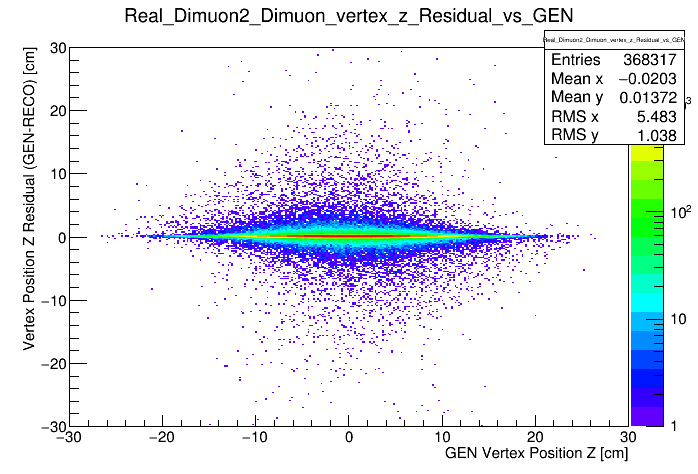 Real_Dimuon2_Dimuon_vertex_z_Residual_vs_GEN
Real_Dimuon2_Dimuon_vertex_z_Residual_vs_GEN
Entries 368317
Mean x −0.0203
Mean y 0.01372
RMS x 5.483
RMS y 1.038
Vertex Position Z Residual (GEN-RECO) [cm]
30
20
10
0
−10
−20
−30
−30 −20 −10 0 10 20 30
GEN Vertex Position Z [cm]
3
10²
10
1